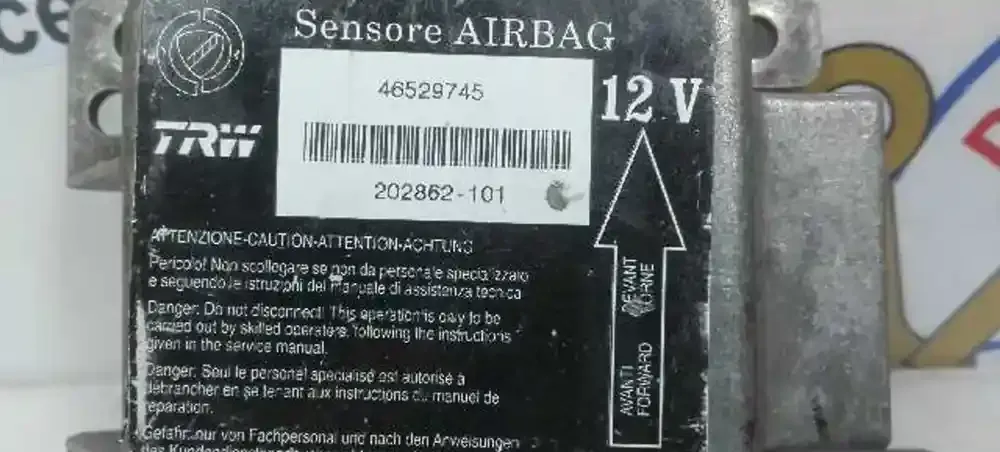 Sensore AIRBAG
46529745
12 V
TRW
202862-101
ATTENZIONE-CAUTION-ATTENTION-ACHTUNG
Pericolo! Non scollegare se non da personale specializzato
e seguendo le istruzioni del manuale di assistenza tecnica
Danger: Do not disconnect! This operation is only to be
carried out by skilled operators, following the instructions
given in the service manual.
Danger: Seul le personel specialisé est autorisé à
débrancher en se tenant aux instructions du manuel de
reparation.
Gefahr: nur von Fachpersonal und nach den Anweisungen
des
AVANTI DEVANT
FORWARD VORNE
ce